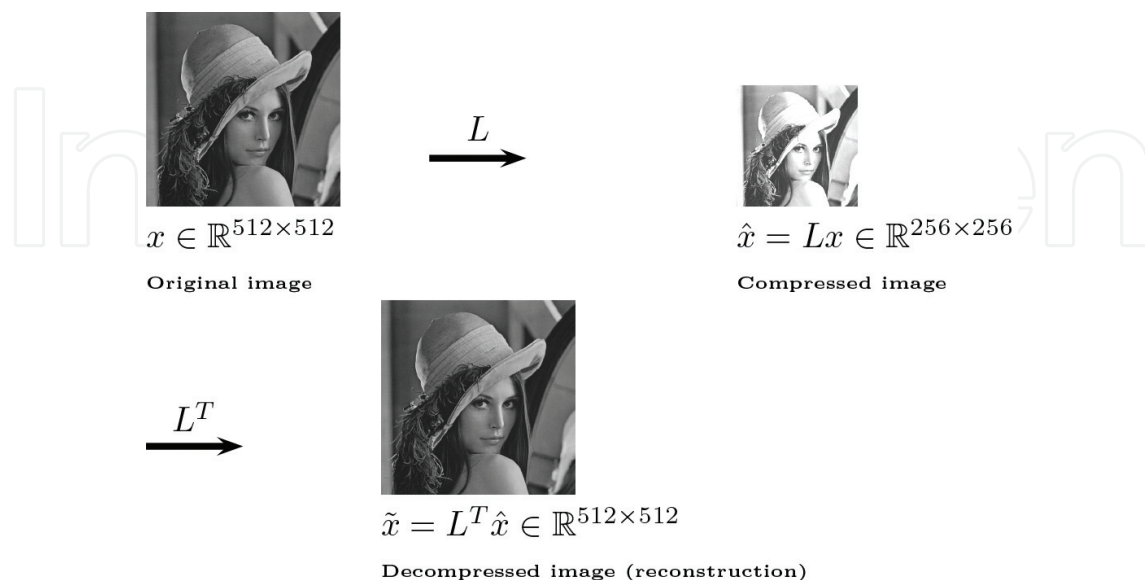 L
x ∈ ℝ^{512×512}
x̂ = Lx ∈ ℝ^{256×256}
Original image
Compressed image
L^T
x̃ = L^T x̂ ∈ ℝ^{512×512}
Decompressed image (reconstruction)